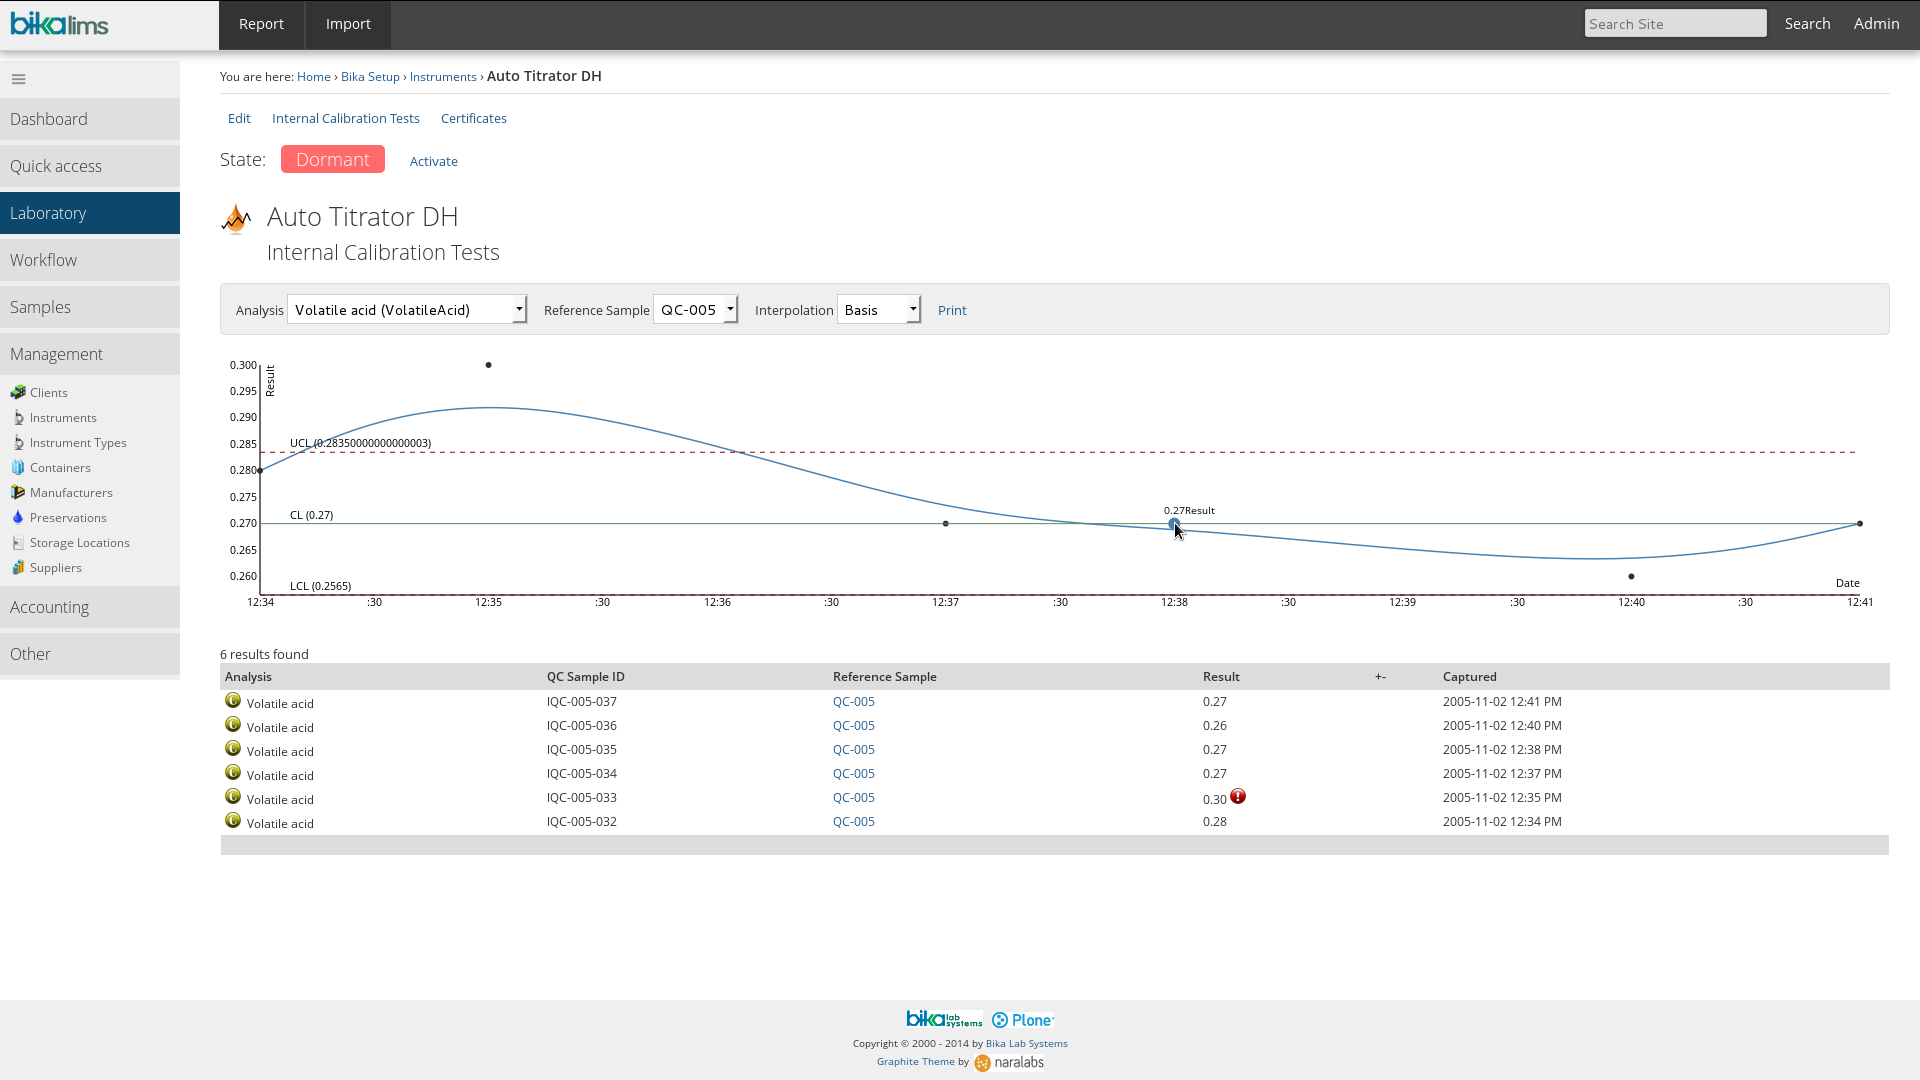 bikalims
Report Import Search Site Search Admin
You are here: Home › Bika Setup › Instruments › Auto Titrator DH
Edit Internal Calibration Tests Certificates
State: Dormant Activate
Dashboard
Quick access
Laboratory
Workflow
Samples
Management
Clients
Instruments
Instrument Types
Containers
Manufacturers
Preservations
Storage Locations
Suppliers
Accounting
Other
Auto Titrator DH
Internal Calibration Tests
Analysis Volatile acid (VolatileAcid) Reference Sample QC-005 Interpolation Basis Print
0.300
0.295
0.290
0.285
0.280
0.275
0.270
0.265
0.260
Result
UCL (0.28350000000000003)
CL (0.27)
0.27Result
LCL (0.2565)
Date
12:34 :30 12:35 :30 12:36 :30 12:37 :30 12:38 :30 12:39 :30 12:40 :30 12:41
6 results found
Analysis QC Sample ID Reference Sample Result +- Captured
C Volatile acid IQC-005-037 QC-005 0.27 2005-11-02 12:41 PM
C Volatile acid IQC-005-036 QC-005 0.26 2005-11-02 12:40 PM
C Volatile acid IQC-005-035 QC-005 0.27 2005-11-02 12:38 PM
C Volatile acid IQC-005-034 QC-005 0.27 2005-11-02 12:37 PM
C Volatile acid IQC-005-033 QC-005 0.30 ! 2005-11-02 12:35 PM
C Volatile acid IQC-005-032 QC-005 0.28 2005-11-02 12:34 PM
bika lab systems Plone
Copyright © 2000 - 2014 by Bika Lab Systems
Graphite Theme by naralabs